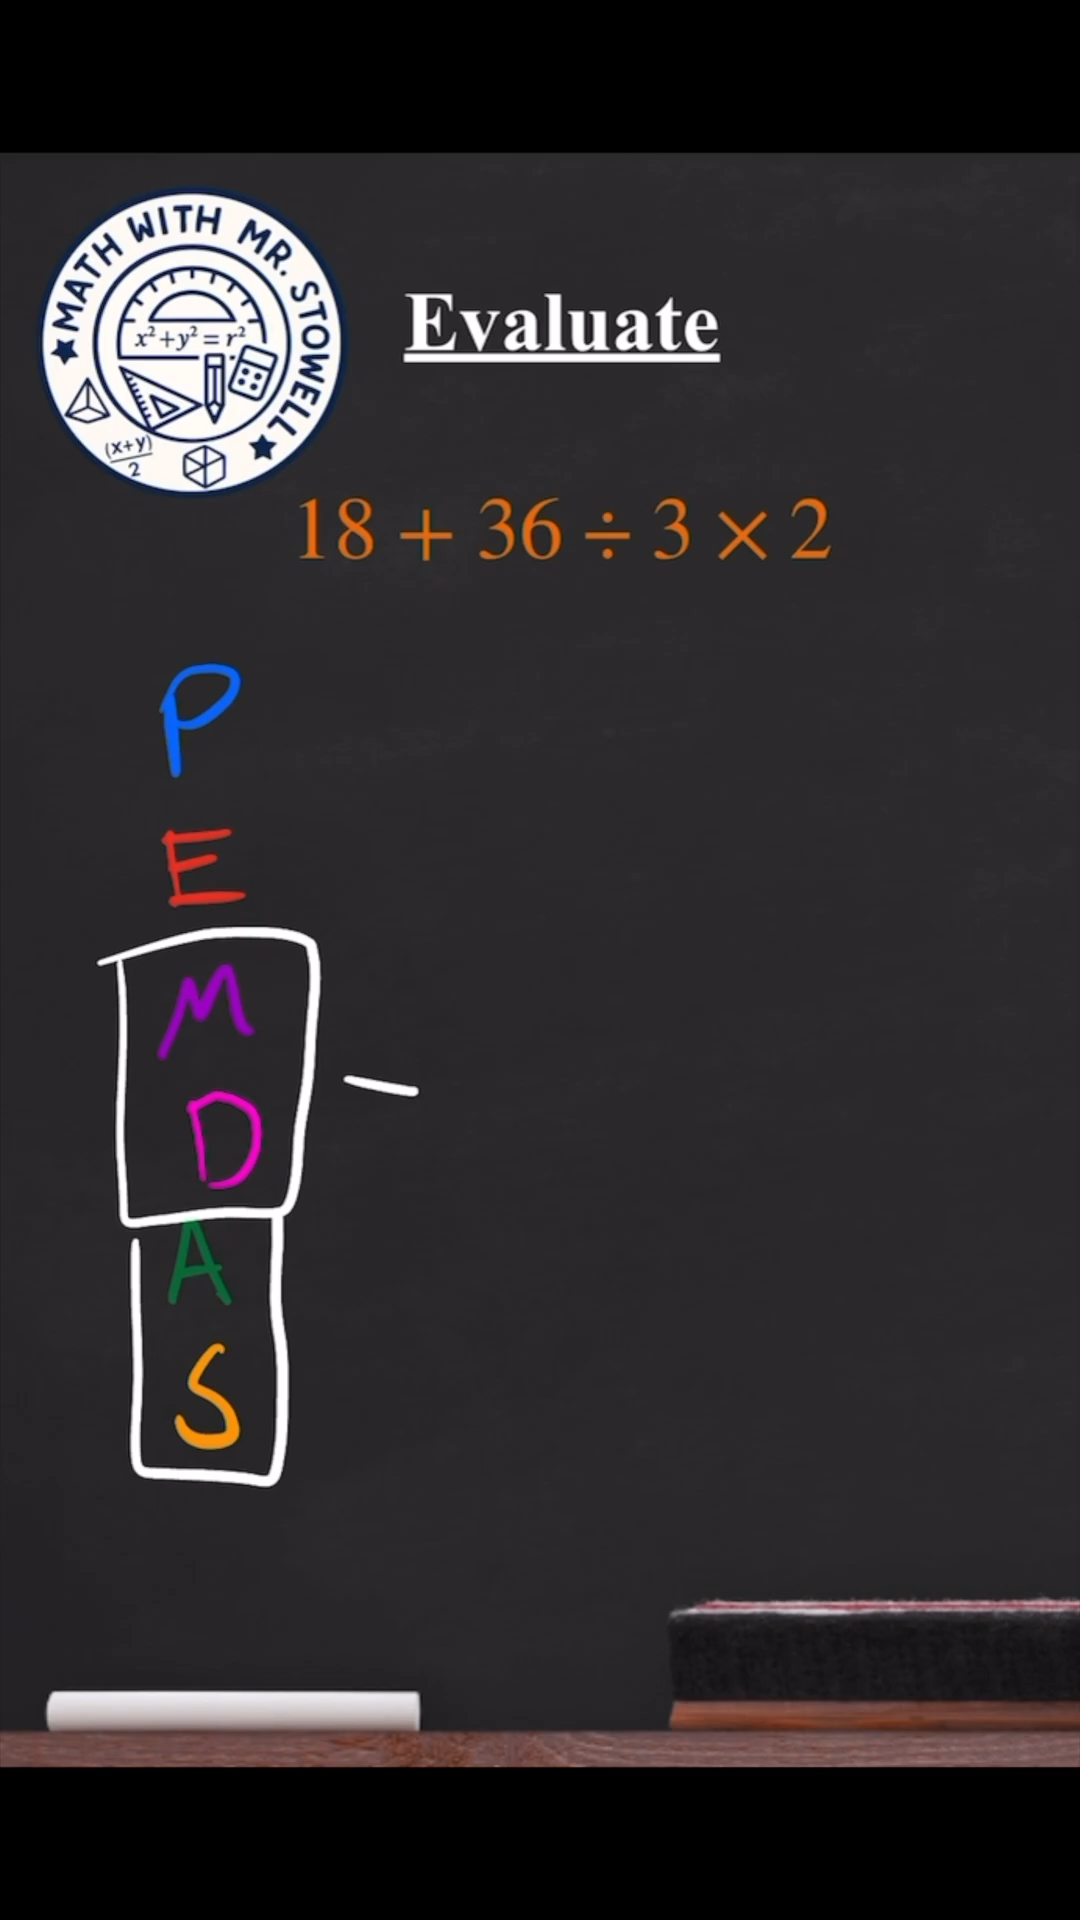 MATH WITH MR. STOWELL
x² + y² = r²
(x+y)
2
Evaluate
18 + 36 ÷ 3 × 2
P
E
M
D
A
S